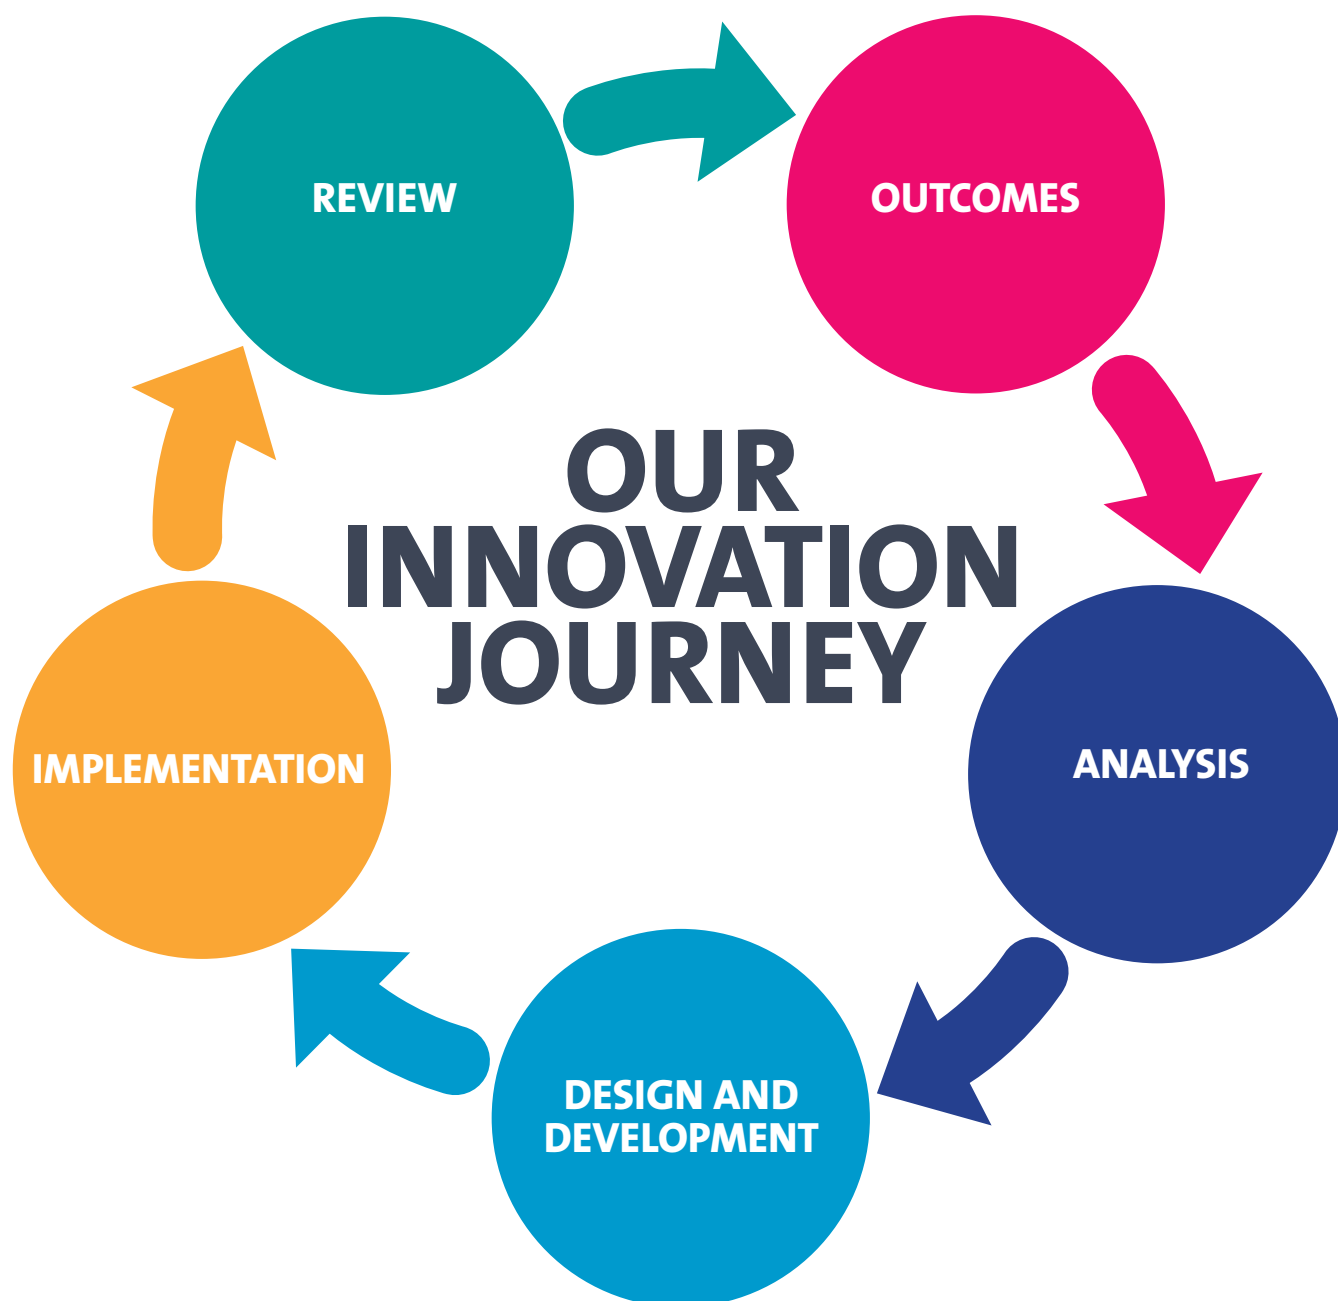 REVIEW
OUTCOMES
OUR
INNOVATION
JOURNEY
IMPLEMENTATION
ANALYSIS
DESIGN AND
DEVELOPMENT